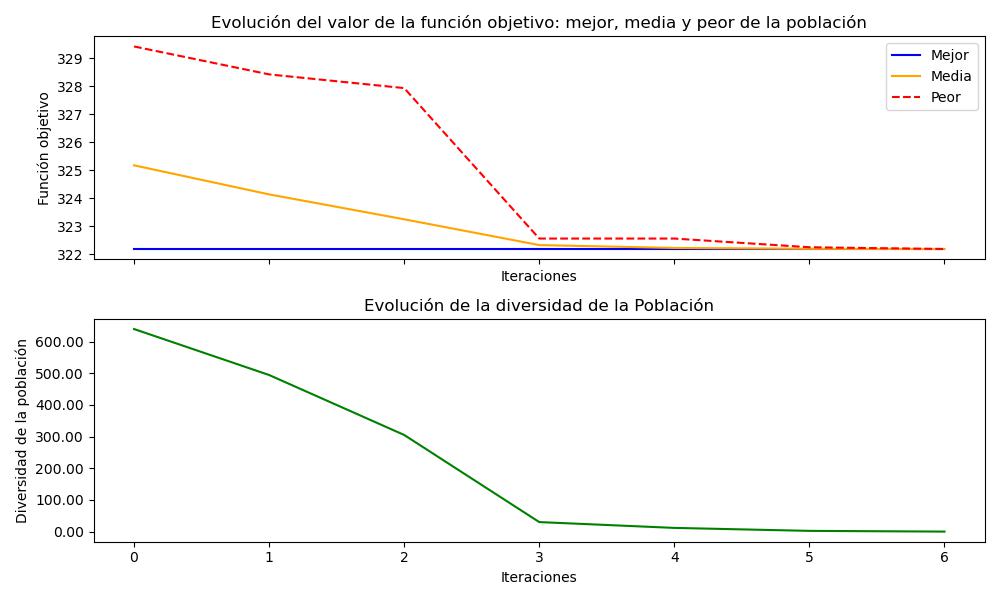 Evolución del valor de la función objetivo: mejor, media y peor de la población
Función objetivo
329
328
327
326
325
324
323
322
Mejor
Media
Peor
Iteraciones
Evolución de la diversidad de la Población
Diversidad de la población
600.00
500.00
400.00
300.00
200.00
100.00
0.00
0 1 2 3 4 5 6
Iteraciones